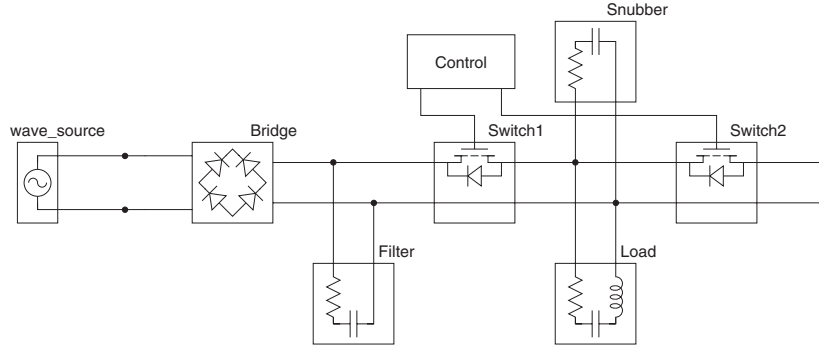 Snubber
Control
wave_source
Bridge
Switch1
Switch2
Filter
Load